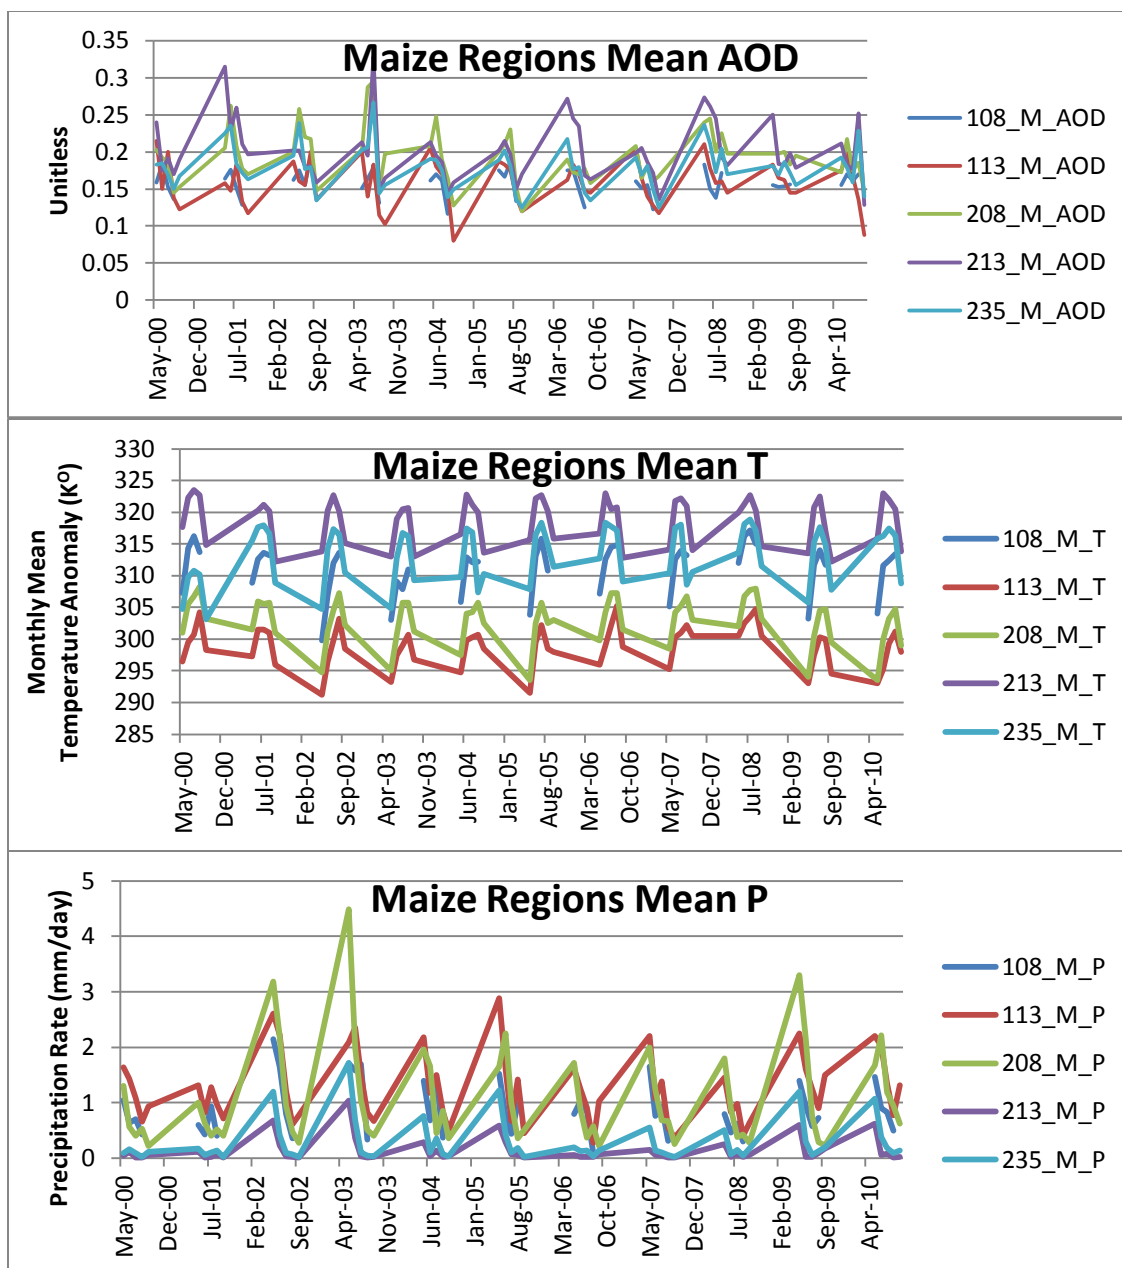 Maize Regions Mean AOD
Unitless
0.35
0.3
0.25
0.2
0.15
0.1
0.05
0
May-00
Dec-00
Jul-01
Feb-02
Sep-02
Apr-03
Nov-03
Jun-04
Jan-05
Aug-05
Mar-06
Oct-06
May-07
Dec-07
Jul-08
Feb-09
Sep-09
Apr-10
108_M_AOD
113_M_AOD
208_M_AOD
213_M_AOD
235_M_AOD
Maize Regions Mean T
Monthly Mean
Temperature Anomaly (K⁰)
330
325
320
315
310
305
300
295
290
285
May-00
Dec-00
Jul-01
Feb-02
Sep-02
Apr-03
Nov-03
Jun-04
Jan-05
Aug-05
Mar-06
Oct-06
May-07
Dec-07
Jul-08
Feb-09
Sep-09
Apr-10
108_M_T
113_M_T
208_M_T
213_M_T
235_M_T
Maize Regions Mean P
Precipitation Rate (mm/day)
5
4
3
2
1
0
May-00
Dec-00
Jul-01
Feb-02
Sep-02
Apr-03
Nov-03
Jun-04
Jan-05
Aug-05
Mar-06
Oct-06
May-07
Dec-07
Jul-08
Feb-09
Sep-09
Apr-10
108_M_P
113_M_P
208_M_P
213_M_P
235_M_P